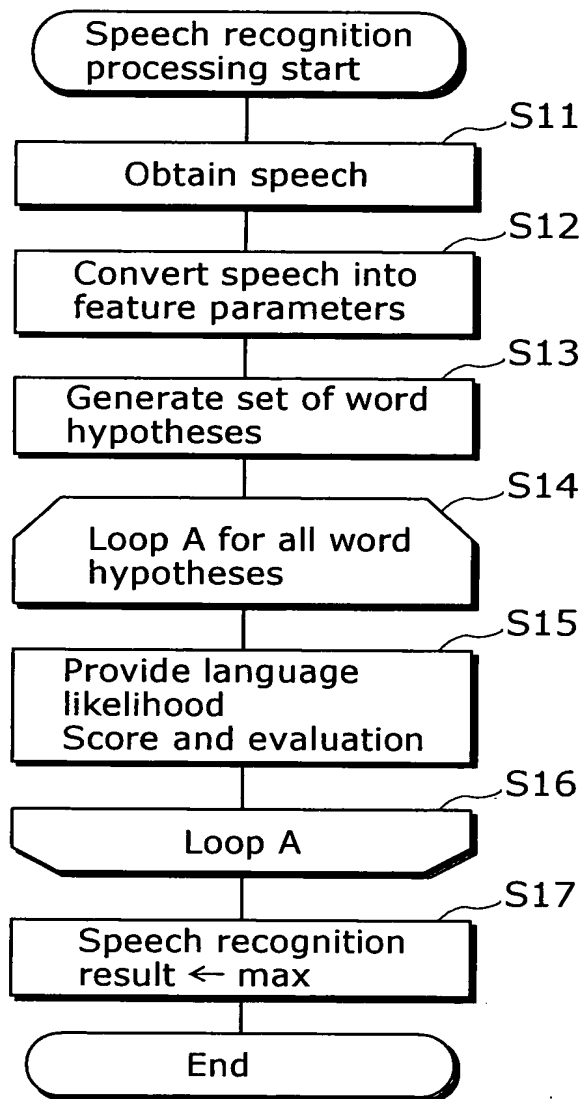 Speech recognition
processing start
S11
Obtain speech
S12
Convert speech into
feature parameters
S13
Generate set of word
hypotheses
S14
Loop A for all word
hypotheses
S15
Provide language
likelihood
Score and evaluation
S16
Loop A
S17
Speech recognition
result ← max
End